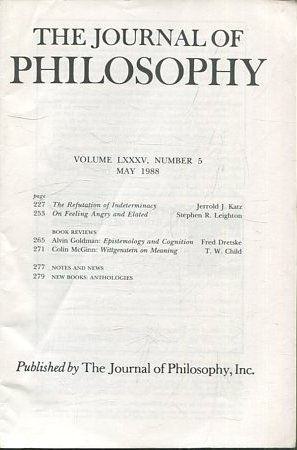 THE JOURNAL OF
PHILOSOPHY
VOLUME LXXXV, NUMBER 5
MAY 1988
page
227 The Refutation of Indeterminacy Jerrold J. Katz
253 On Feeling Angry and Elated Stephen R. Leighton
BOOK REVIEWS
265 Alvin Goldman: Epistemology and Cognition Fred Dretske
271 Colin McGinn: Wittgenstein on Meaning T. W. Child
277 NOTES AND NEWS
279 NEW BOOKS: ANTHOLOGIES
Published by The Journal of Philosophy, Inc.